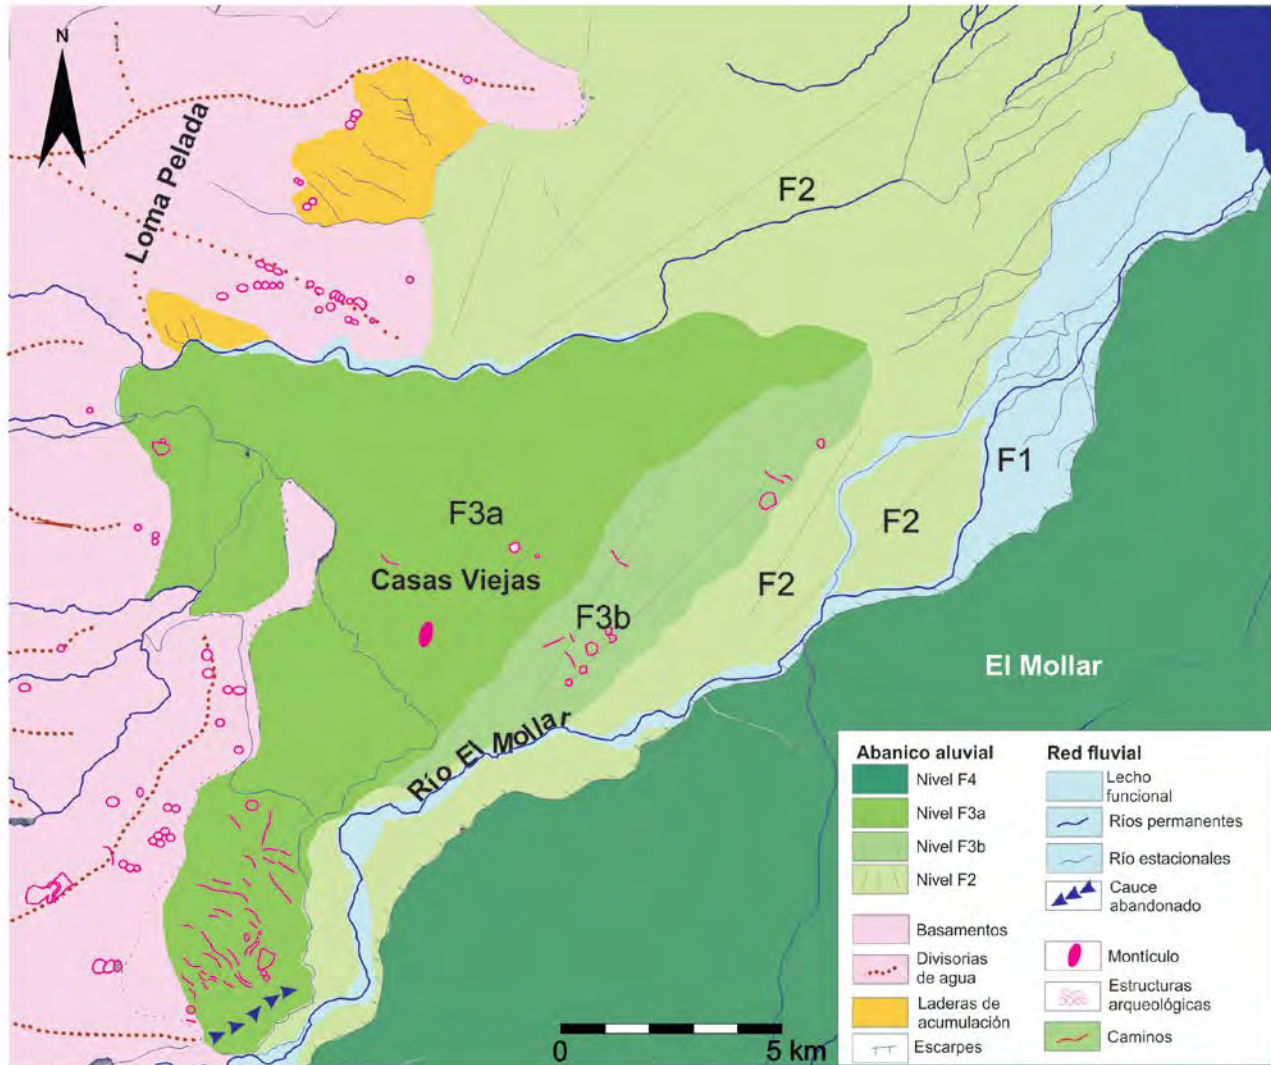 N
Loma Pelada
F2
F1
F3a
F2
Casas Viejas
F2
F3b
El Mollar
Río El Mollar
0 5 km
Abanico aluvial
Nivel F4
Nivel F3a
Nivel F3b
Nivel F2
Basamentos
Divisorias
de agua
Laderas de
acumulación
Escarpes
Red fluvial
Lecho
funcional
Ríos permanentes
Río estacionales
Cauce
abandonado
Montículo
Estructuras
arqueológicas
Caminos